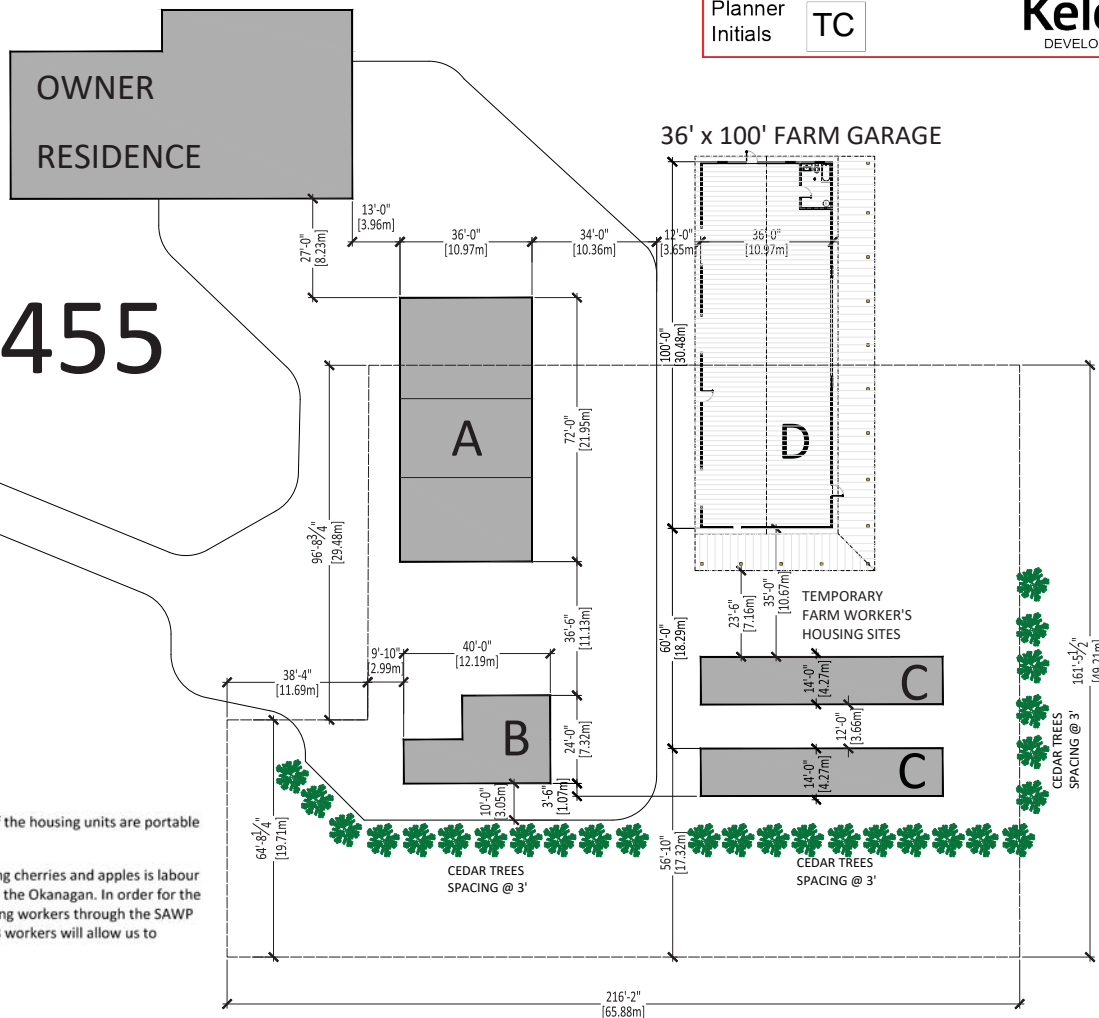 Planner
Initials
TC
Kel
DEVELO
OWNER
RESIDENCE
36' x 100' FARM GARAGE
13'-0"
[3.96m]
27'-0"
[8.23m]
36'-0"
[10.97m]
34'-0"
[10.36m]
12'-0"
[3.65m]
36'-0"
[10.97m]
455
100'-0"
[30.48m]
A
72'-0"
[21.95m]
D
96'-8 3/4"
[29.48m]
36'-6"
[11.13m]
60'-0"
[18.29m]
23'-6"
[7.16m]
35'-0"
[10.67m]
TEMPORARY
FARM WORKER'S
HOUSING SITES
161'-5 1/2"
[49.21m]
38'-4"
[11.69m]
9'-10"
[2.99m]
40'-0"
[12.19m]
B
24'-0"
[7.32m]
14'-0"
[4.27m]
C
12'-0"
[3.66m]
14'-0"
[4.27m]
C
CEDAR TREES
SPACING @ 3'
10'-0"
[3.05m]
3'-6"
[1.07m]
64'-8 1/4"
[19.71m]
56'-10"
[17.32m]
CEDAR TREES
SPACING @ 3'
CEDAR TREES
SPACING @ 3'
f the housing units are portable
ng cherries and apples is labour
the Okanagan. In order for the
ng workers through the SAWP
workers will allow us to
216'-2"
[65.88m]